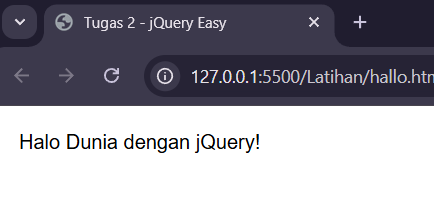 Tugas 2 - jQuery Easy
127.0.0.1:5500/Latihan/hallo.htm
Halo Dunia dengan jQuery!